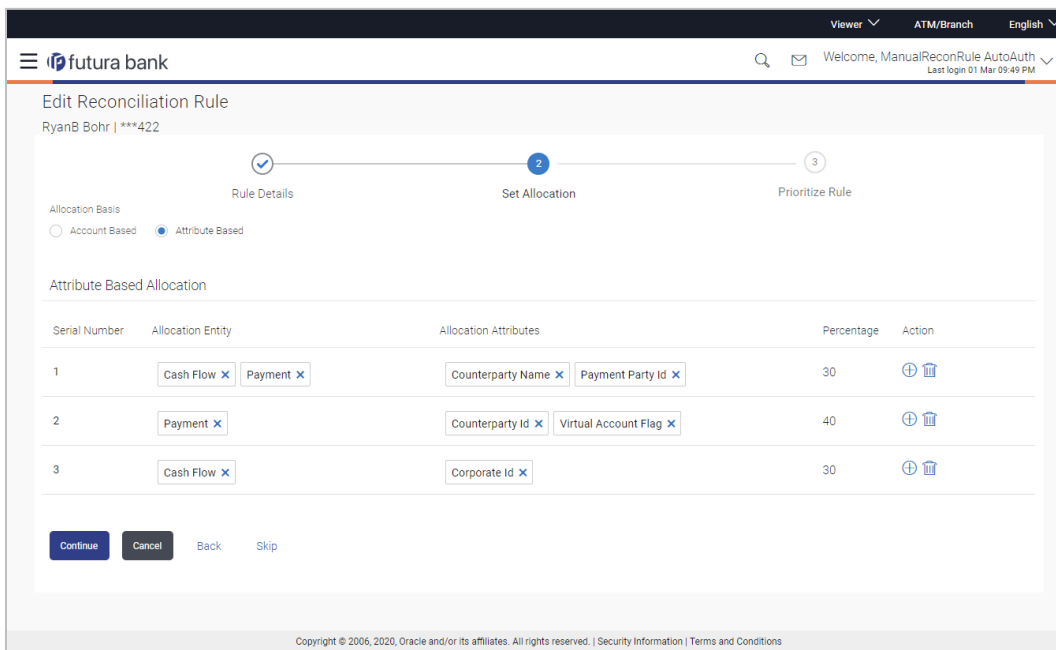 Viewer ATM/Branch English
futura bank
Welcome, ManualReconRule AutoAuth
Last login 01 Mar 09:49 PM
Edit Reconciliation Rule
RyanB Bohr | ***422
2 3
Rule Details Set Allocation Prioritize Rule
Allocation Basis
Account Based Attribute Based
Attribute Based Allocation
Serial Number Allocation Entity Allocation Attributes Percentage Action
1 Cash Flow × Payment × Counterparty Name × Payment Party Id × 30
2 Payment × Counterparty Id × Virtual Account Flag × 40
3 Cash Flow × Corporate Id × 30
Continue Cancel Back Skip
Copyright © 2006, 2020, Oracle and/or its affiliates. All rights reserved. | Security Information | Terms and Conditions